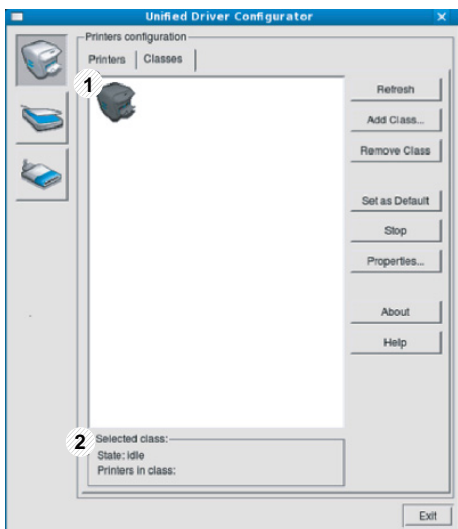 Unified Driver Configurator
Printers configuration
Printers
Classes
1
Refresh
Add Class...
Remove Class
Set as Default
Stop
Properties...
About
Help
2
Selected class:
State: Idle
Printers in class:
Exit